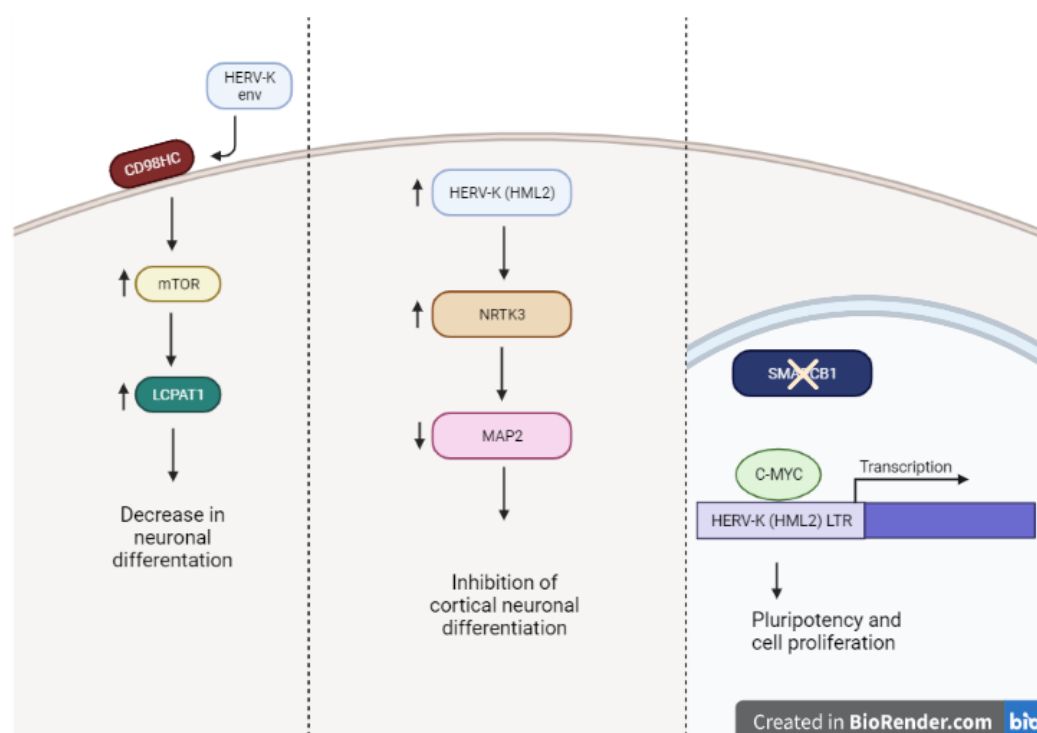 HERV-K
env
CD98HC
mTOR
LCPAT1
Decrease in
neuronal
differentation
HERV-K (HML2)
NRTK3
MAP2
Inhibition of
cortical neuronal
differentiation
C-MYC
Transcription
HERV-K (HML2) LTR
Pluripotency and
cell proliferation
Created in BioRender.com